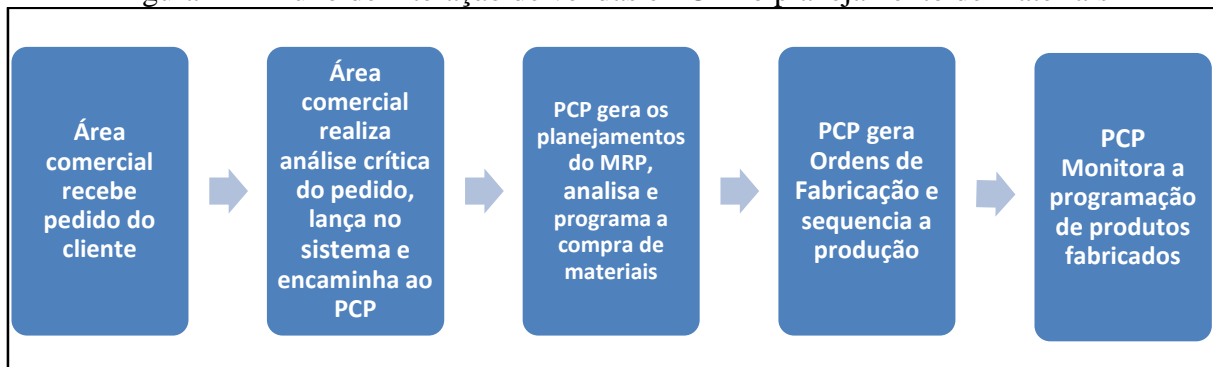 Área
comercial
recebe
pedido do
cliente
Área
comercial
realiza
análise crítica
do pedido,
lança no
sistema e
encaminha ao
PCP
PCP gera os
planejamentos
do MRP,
analisa e
programa a
compra de
materiais
PCP gera
Ordens de
Fabricação e
sequencia a
produção
PCP
Monitora a
programação
de produtos
fabricados